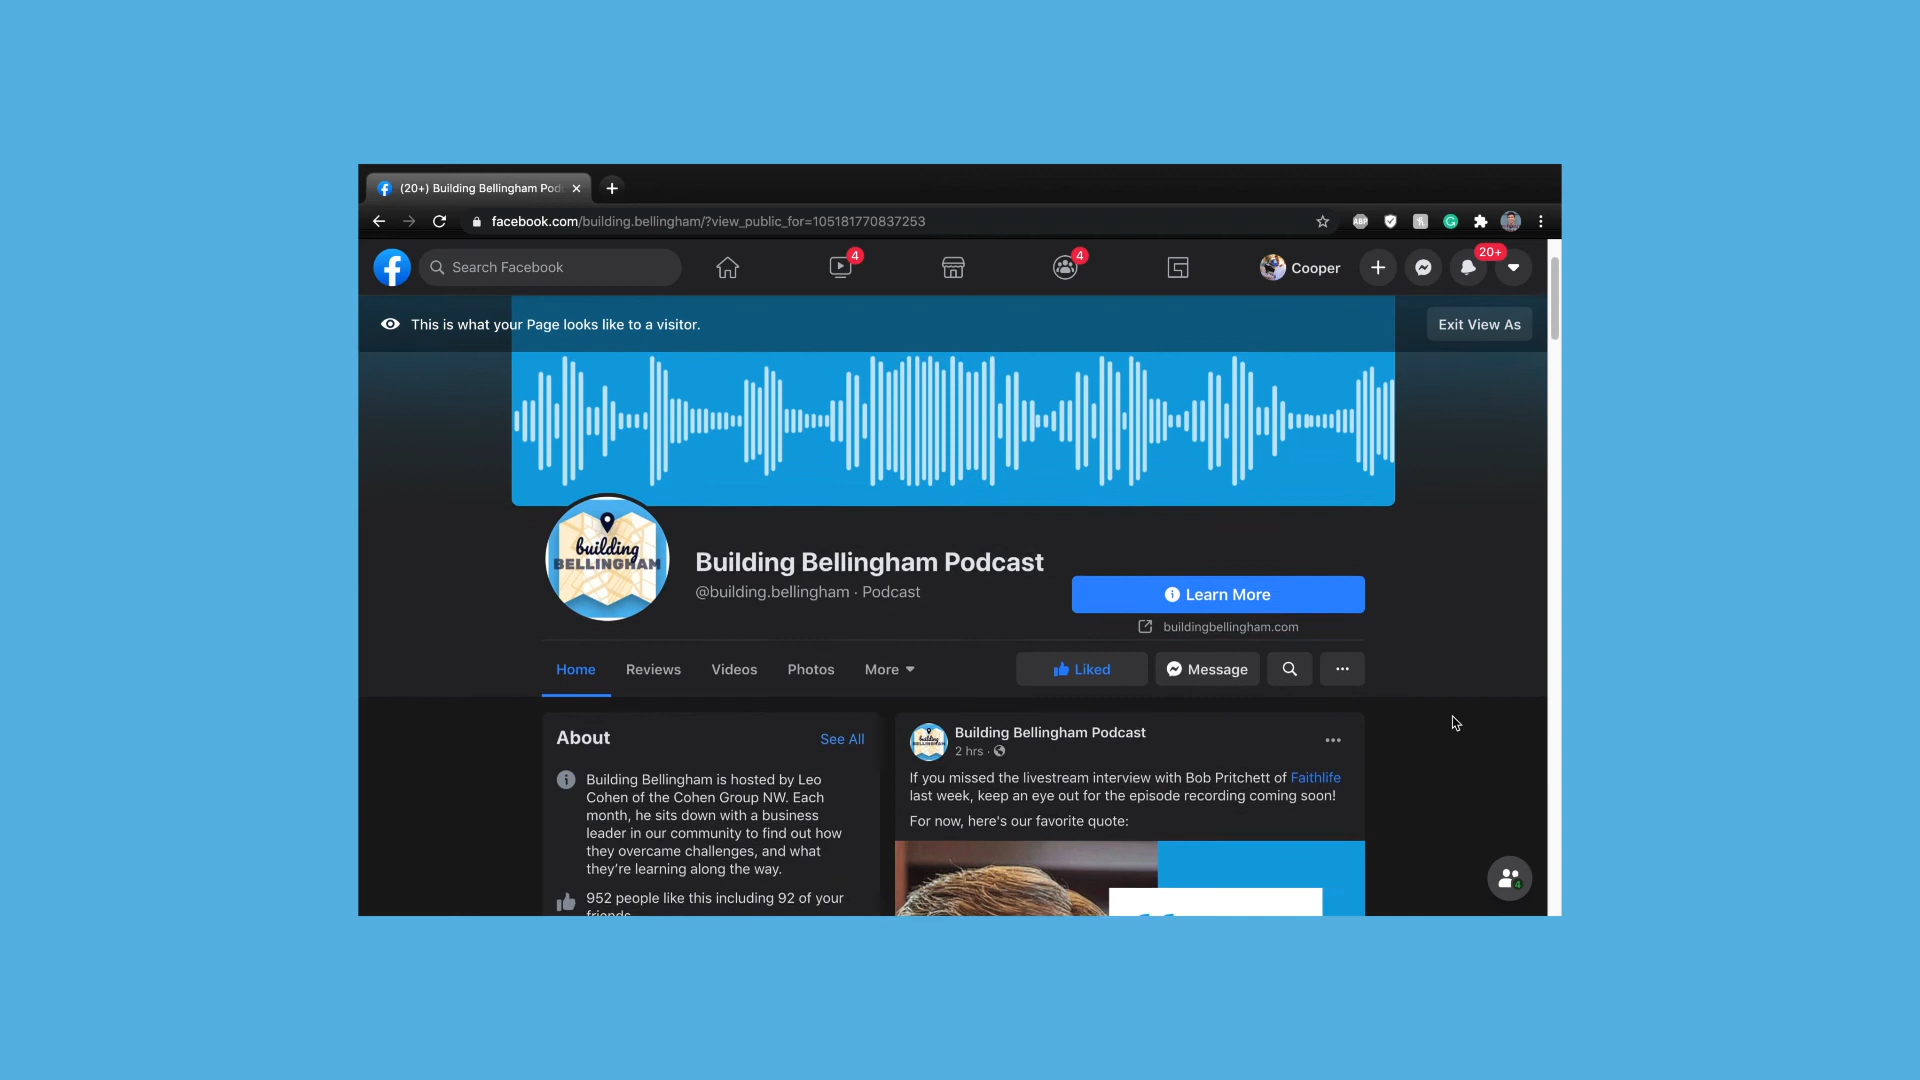 (20+) Building Bellingham Pod
facebook.com/building.bellingham/?view_public_for=105181770837253
ABP
Search Facebook
4
4
Cooper
20+
This is what your Page looks like to a visitor.
Exit View As
building
BELLINGHAM
Building Bellingham Podcast
@building.bellingham · Podcast
Learn More
buildingbellingham.com
Home
Reviews
Videos
Photos
More
Liked
Message
About
See All
Building Bellingham is hosted by Leo
Cohen of the Cohen Group NW. Each
month, he sits down with a business
leader in our community to find out how
they overcame challenges, and what
they're learning along the way.
952 people like this including 92 of your
friends
building
BELLINGHAM
Building Bellingham Podcast
2 hrs ·
If you missed the livestream interview with Bob Pritchett of Faithlife
last week, keep an eye out for the episode recording coming soon!
For now, here's our favorite quote:
4